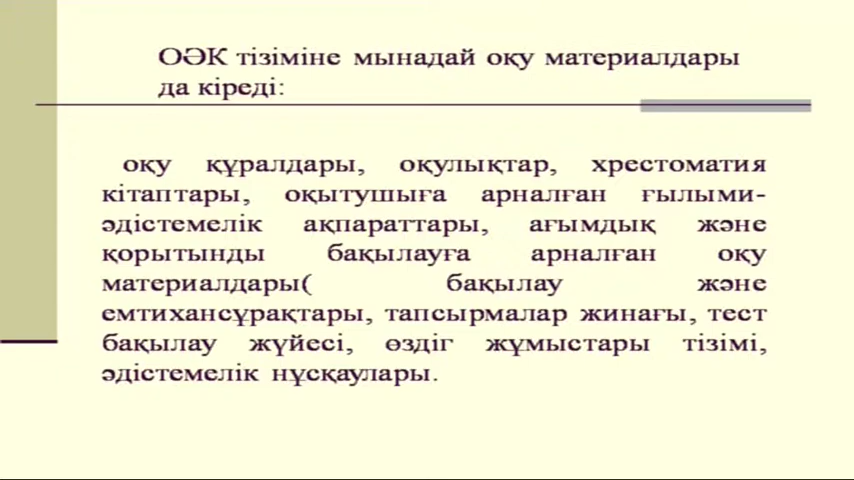 ОӘК тізіміне мынадай оқу материалдары
да кіреді:
оқу құралдары, оқулықтар, хрестоматия
кітаптары, оқытушыға арналған ғылыми-
әдістемелік ақпараттары, ағымдық және
қорытынды бақылауға арналған оқу
материалдары( бақылау және
емтихансұрақтары, тапсырмалар жинағы, тест
бақылау жүйесі, өздіг жұмыстары тізімі,
әдістемелік нұсқаулары.